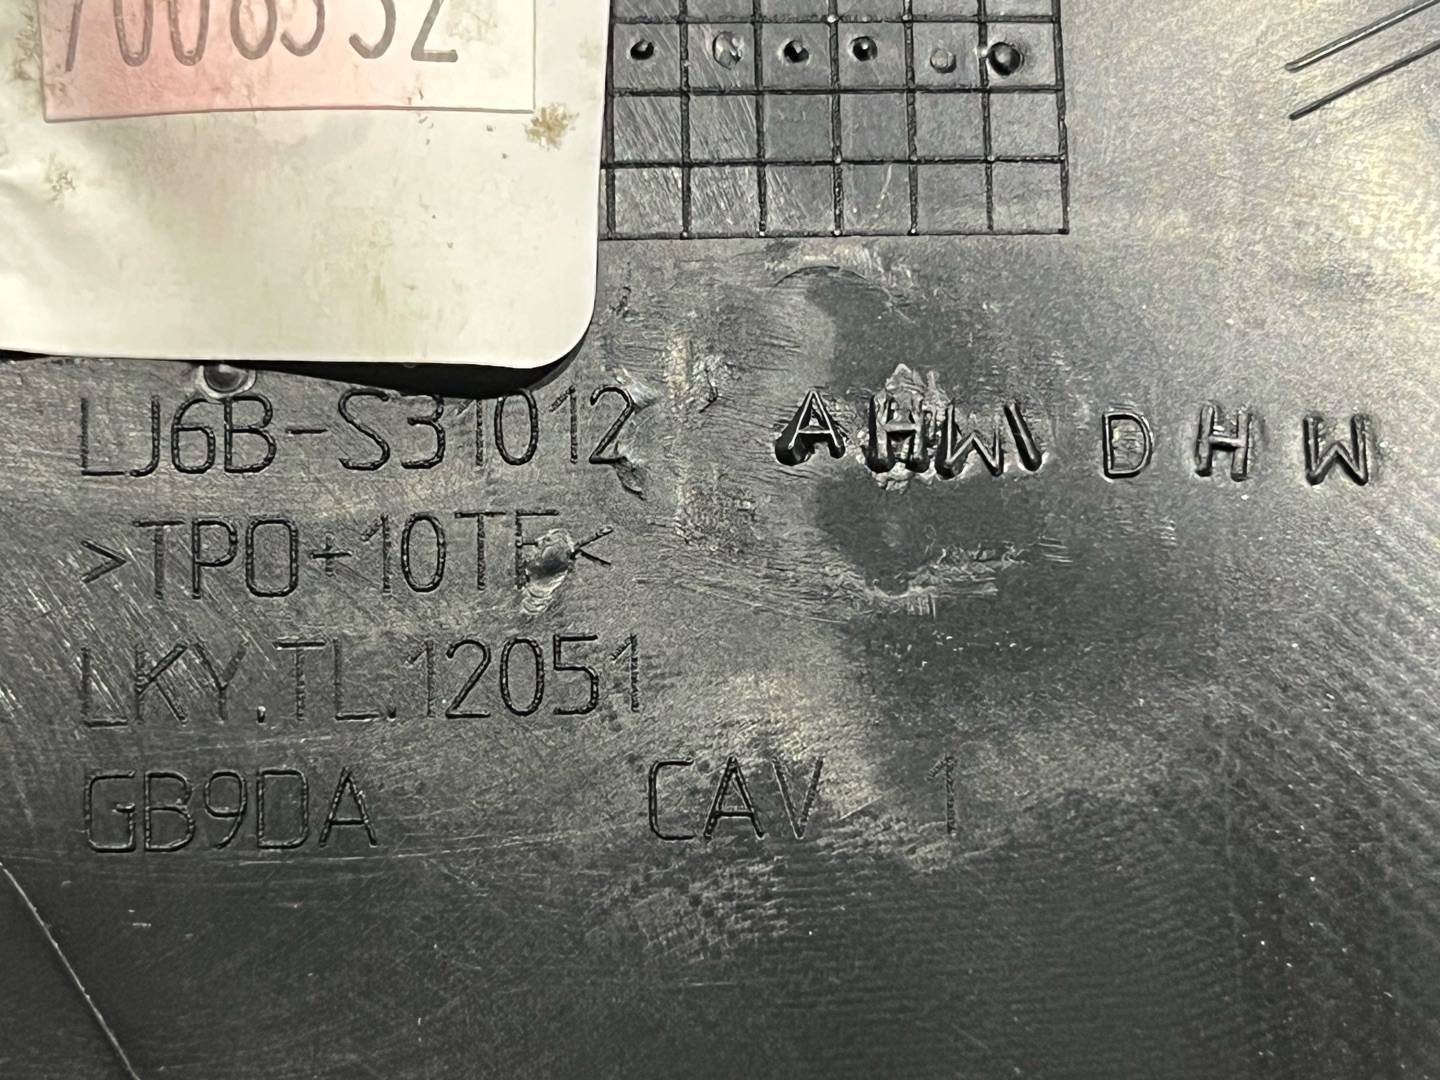 7006532
LJ6B-S31012 AHW DHW
>TPO+10TF<
LKY.TL.12051
GB9DA CAV 1